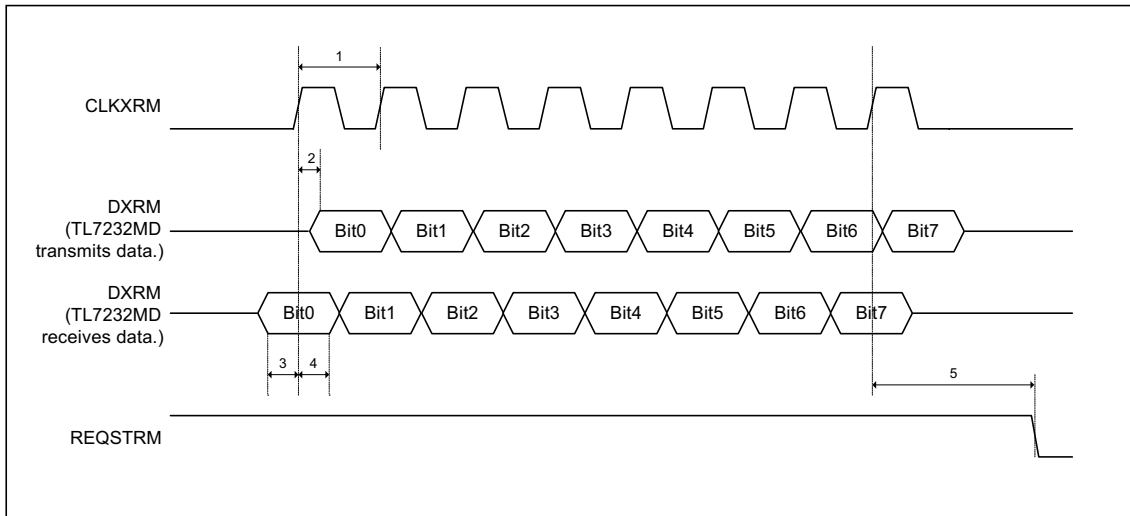 1
CLKXRM
2
DXRM
(TL7232MD
transmits data.)
Bit0 Bit1 Bit2 Bit3 Bit4 Bit5 Bit6 Bit7
DXRM
(TL7232MD
receives data.)
Bit0 Bit1 Bit2 Bit3 Bit4 Bit5 Bit6 Bit7
3 4
5
REQSTRM